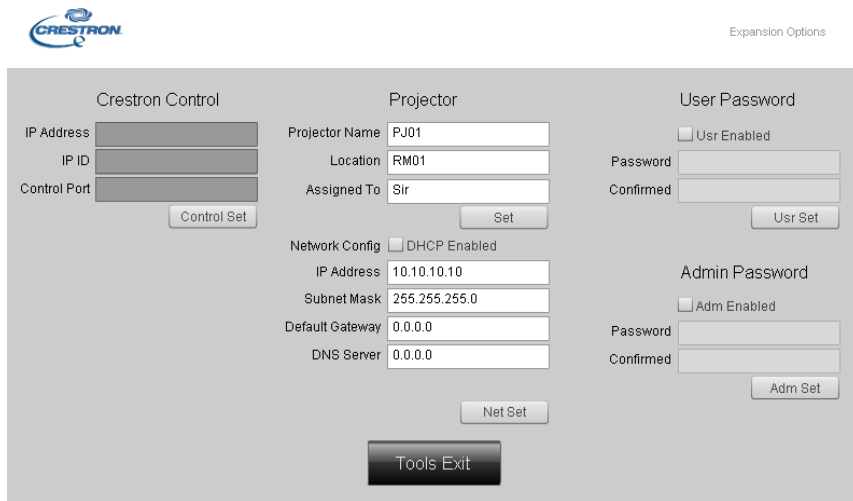 CRESTRON
Expansion Options
Crestron Control
IP Address
IP ID
Control Port
Control Set
Projector
Projector Name PJ01
Location RM01
Assigned To Sir
Set
Network Config DHCP Enabled
IP Address 10.10.10.10
Subnet Mask 255.255.255.0
Default Gateway 0.0.0.0
DNS Server 0.0.0.0
Net Set
User Password
Usr Enabled
Password
Confirmed
Usr Set
Admin Password
Adm Enabled
Password
Confirmed
Adm Set
Tools Exit